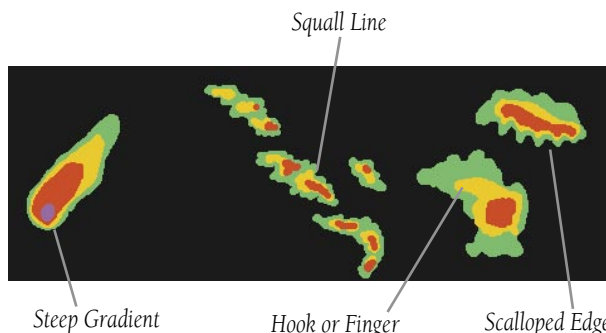 Squall Line
Steep Gradient
Hook or Finger
Scalloped Edge